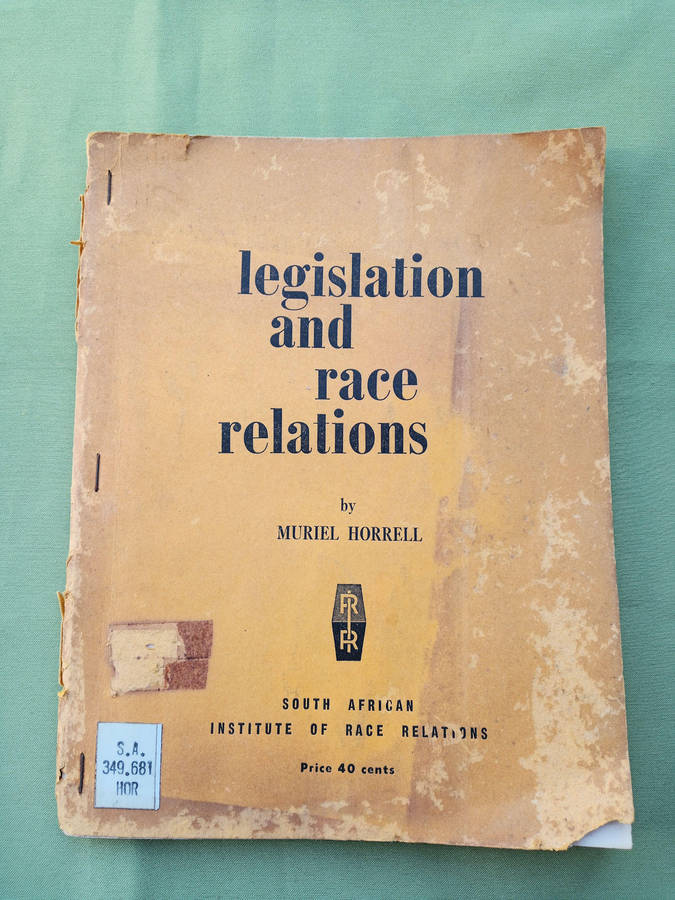 legislation
and
race
relations
by
MURIEL HORRELL
RR
SOUTH AFRICAN
INSTITUTE OF RACE RELATIONS
Price 40 cents
S.A.
349.681
HOR